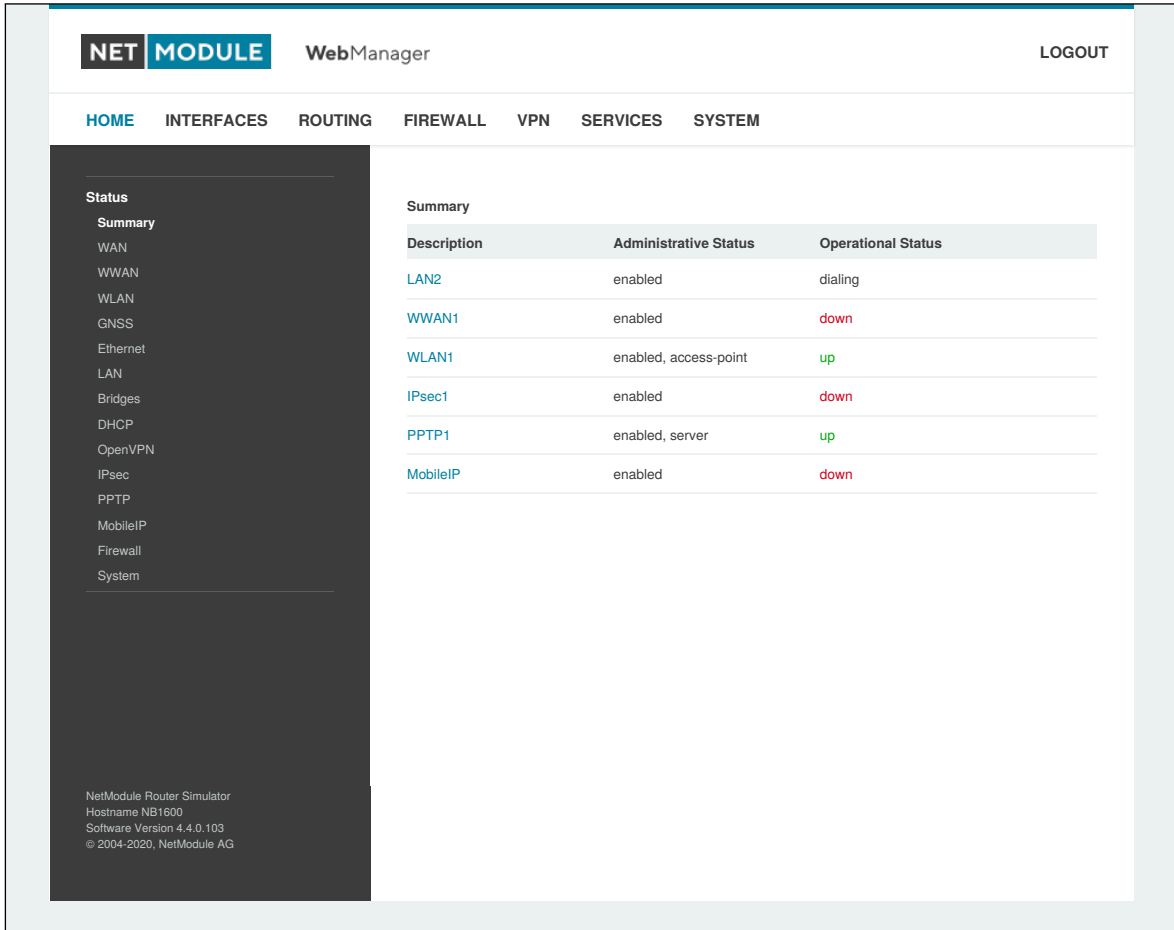 NET MODULE WebManager LOGOUT
HOME INTERFACES ROUTING FIREWALL VPN SERVICES SYSTEM
Status
Summary
WAN
WWAN
WLAN
GNSS
Ethernet
LAN
Bridges
DHCP
OpenVPN
IPsec
PPTP
MobileIP
Firewall
System
NetModule Router Simulator
Hostname NB1600
Software Version 4.4.0.103
© 2004-2020, NetModule AG
Summary
Description Administrative Status Operational Status
LAN2 enabled dialing
WWAN1 enabled down
WLAN1 enabled, access-point up
IPsec1 enabled down
PPTP1 enabled, server up
MobileIP enabled down